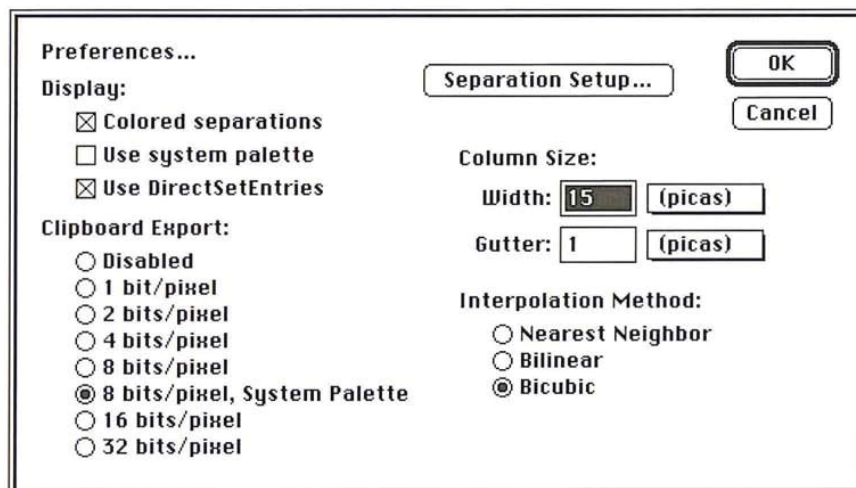 Preferences...
Display:
Colored separations
Use system palette
Use DirectSetEntries
Clipboard Export:
Disabled
1 bit/pixel
2 bits/pixel
4 bits/pixel
8 bits/pixel
8 bits/pixel, System Palette
16 bits/pixel
32 bits/pixel
Separation Setup...
OK
Cancel
Column Size:
Width: 15 (picas)
Gutter: 1 (picas)
Interpolation Method:
Nearest Neighbor
Bilinear
Bicubic